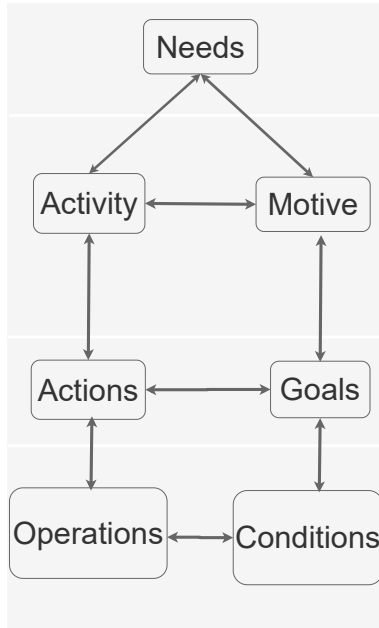 Needs
Activity
Motive
Actions
Goals
Operations
Conditions